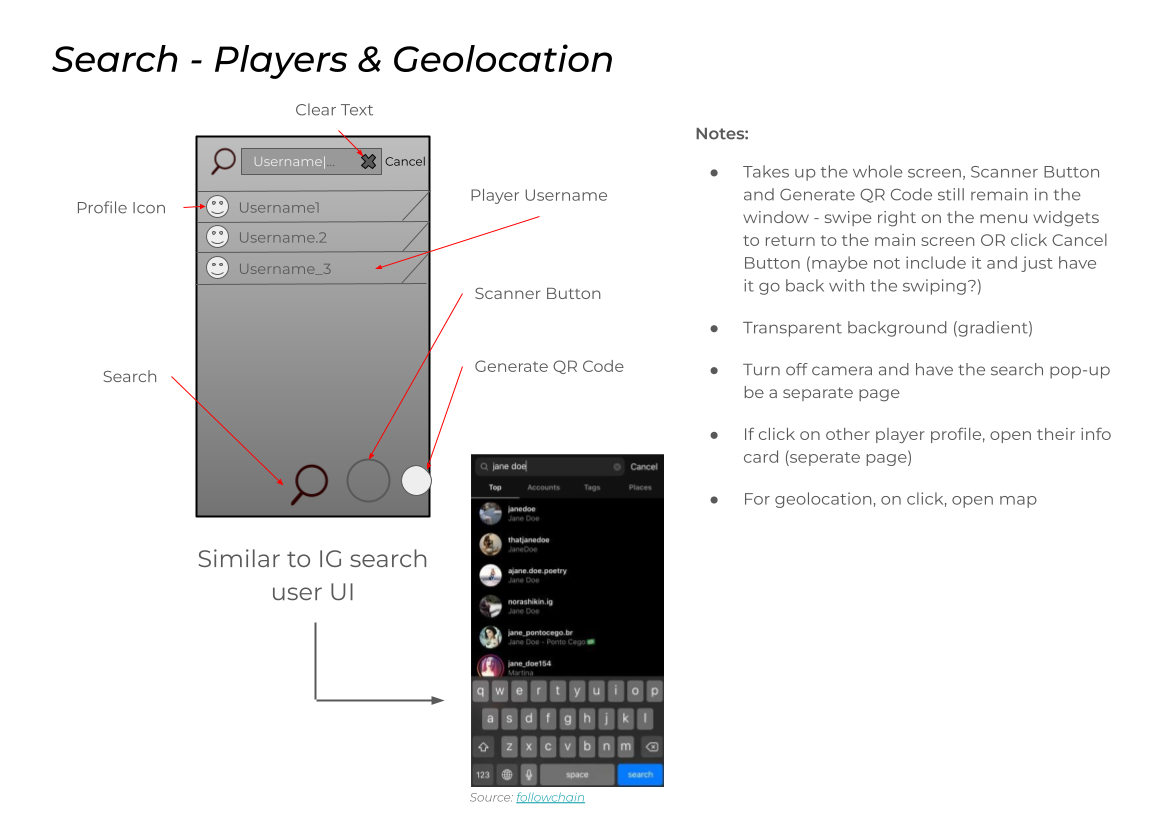 Search - Players & Geolocation
Clear Text
Username|...
Cancel
Profile Icon
Username1
Username.2
Username_3
Player Username
Scanner Button
Generate QR Code
Search
Similar to IG search
user UI
jane doe
Cancel
Top Accounts Tags Places
janedoe
Jane Doe
thatjanedoe
JaneDoe
ajane.doe.poetry
Jane Doe
norashikin.ig
Jane Doe
jane_pontocego.br
Jane Doe - Ponto Cego
jane_doe154
Martina
q w e r t y u i o p
a s d f g h j k l
z x c v b n m
123 space search
Source: followchain
Notes:
● Takes up the whole screen, Scanner Button
and Generate QR Code still remain in the
window - swipe right on the menu widgets
to return to the main screen OR click Cancel
Button (maybe not include it and just have
it go back with the swiping?)
● Transparent background (gradient)
● Turn off camera and have the search pop-up
be a separate page
● If click on other player profile, open their info
card (seperate page)
● For geolocation, on click, open map